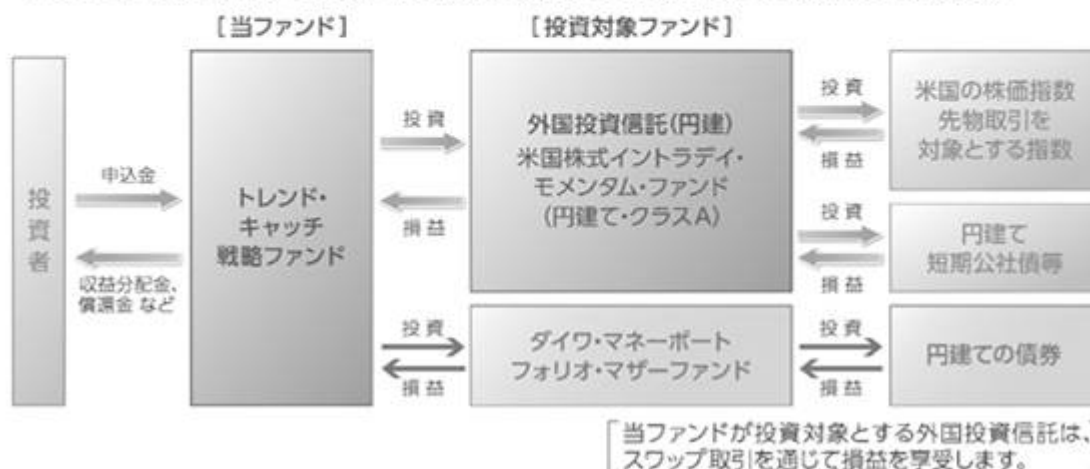 [当ファンド]
[投資対象ファンド]
投資者
申込金
収益分配金、
償還金 など
トレンド・
キャッチ
戦略ファンド
投資
損益
外国投資信託(円建)
米国株式イントラデイ・
モメンタム・ファンド
(円建て・クラスA)
投資
損益
米国の株価指数
先物取引を
対象とする指数
投資
損益
円建て
短期公社債等
投資
損益
ダイワ・マネーポート
フォリオ・マザーファンド
投資
損益
円建ての債券
当ファンドが投資対象とする外国投資信託は、
スワップ取引を通じて損益を享受します。